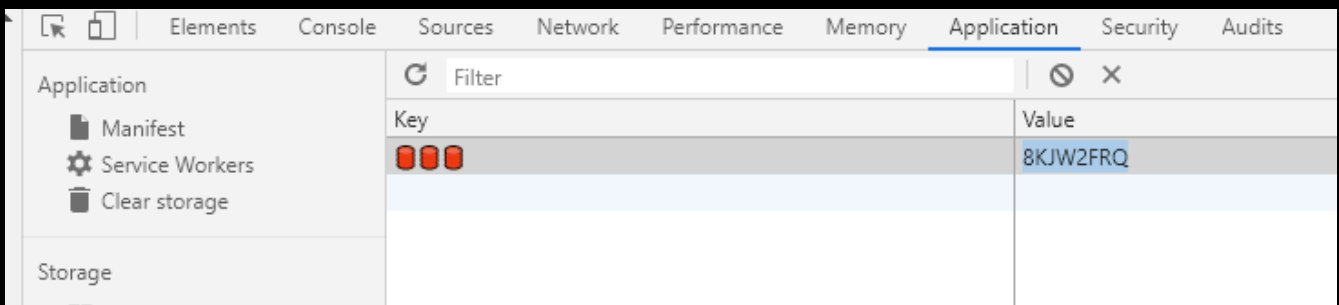 Elements Console Sources Network Performance Memory Application Security Audits
Application
Manifest
Service Workers
Clear storage
Storage
Filter
Key Value
🛢🛢🛢 8KJW2FRQ